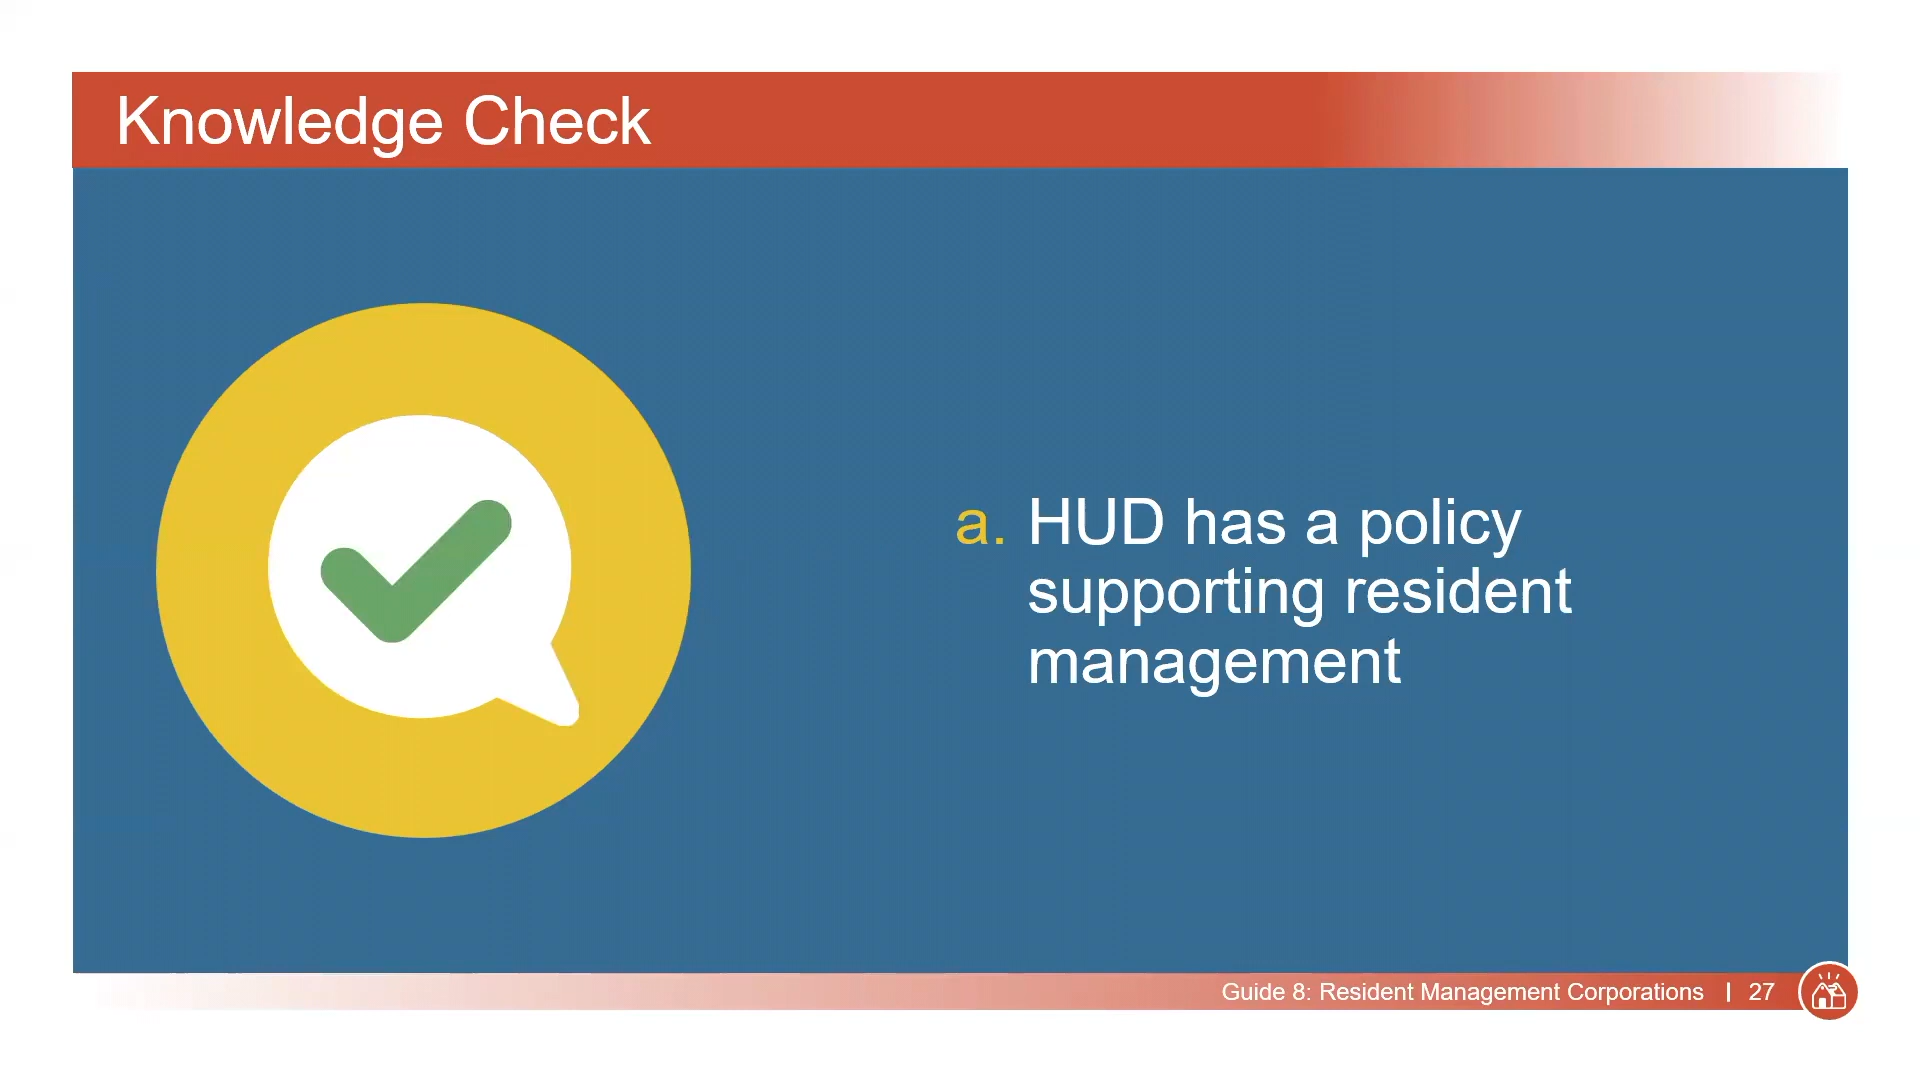 Knowledge Check
a. HUD has a policy
supporting resident
management
Guide 8: Resident Management Corporations | 27